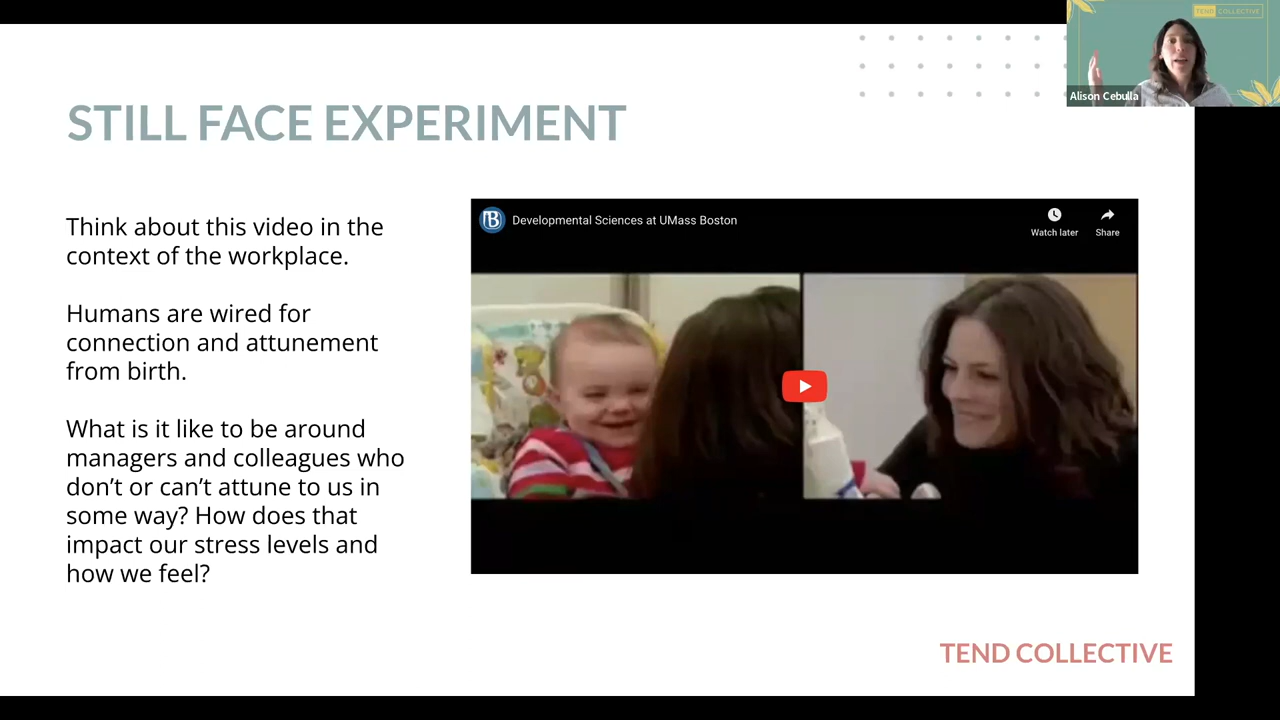 TEND COLLECTIVE
Alison Cebulla
STILL FACE EXPERIMENT
Think about this video in the
context of the workplace.
Humans are wired for
connection and attunement
from birth.
What is it like to be around
managers and colleagues who
don’t or can’t attune to us in
some way? How does that
impact our stress levels and
how we feel?
B
Developmental Sciences at UMass Boston
Watch later
Share
TEND COLLECTIVE